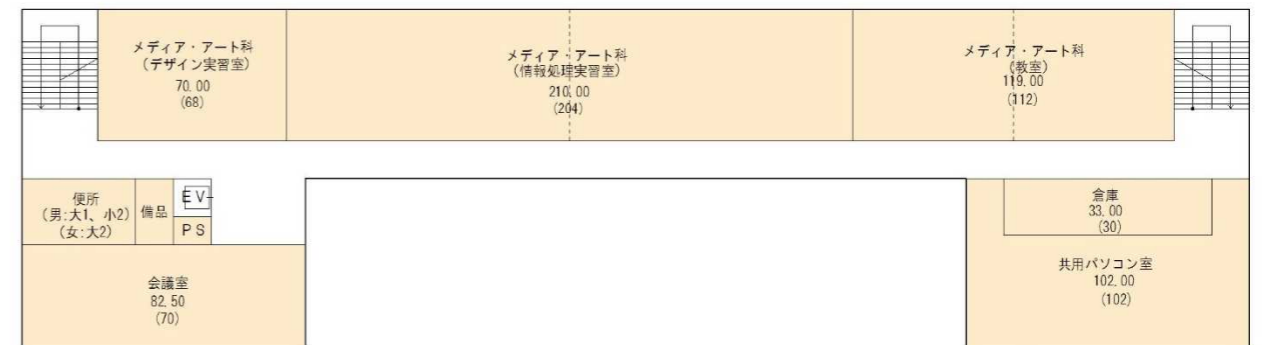 メディア・アート科
（デザイン実習室）
70.00
(68)
メディア・アート科
（情報処理実習室）
210.00
(204)
メディア・アート科
（教室）
119.00
(112)
便所
（男:大1、小2）
（女:大2）
備品
EV
PS
会議室
82.50
(70)
倉庫
33.00
(30)
共用パソコン室
102.00
(102)